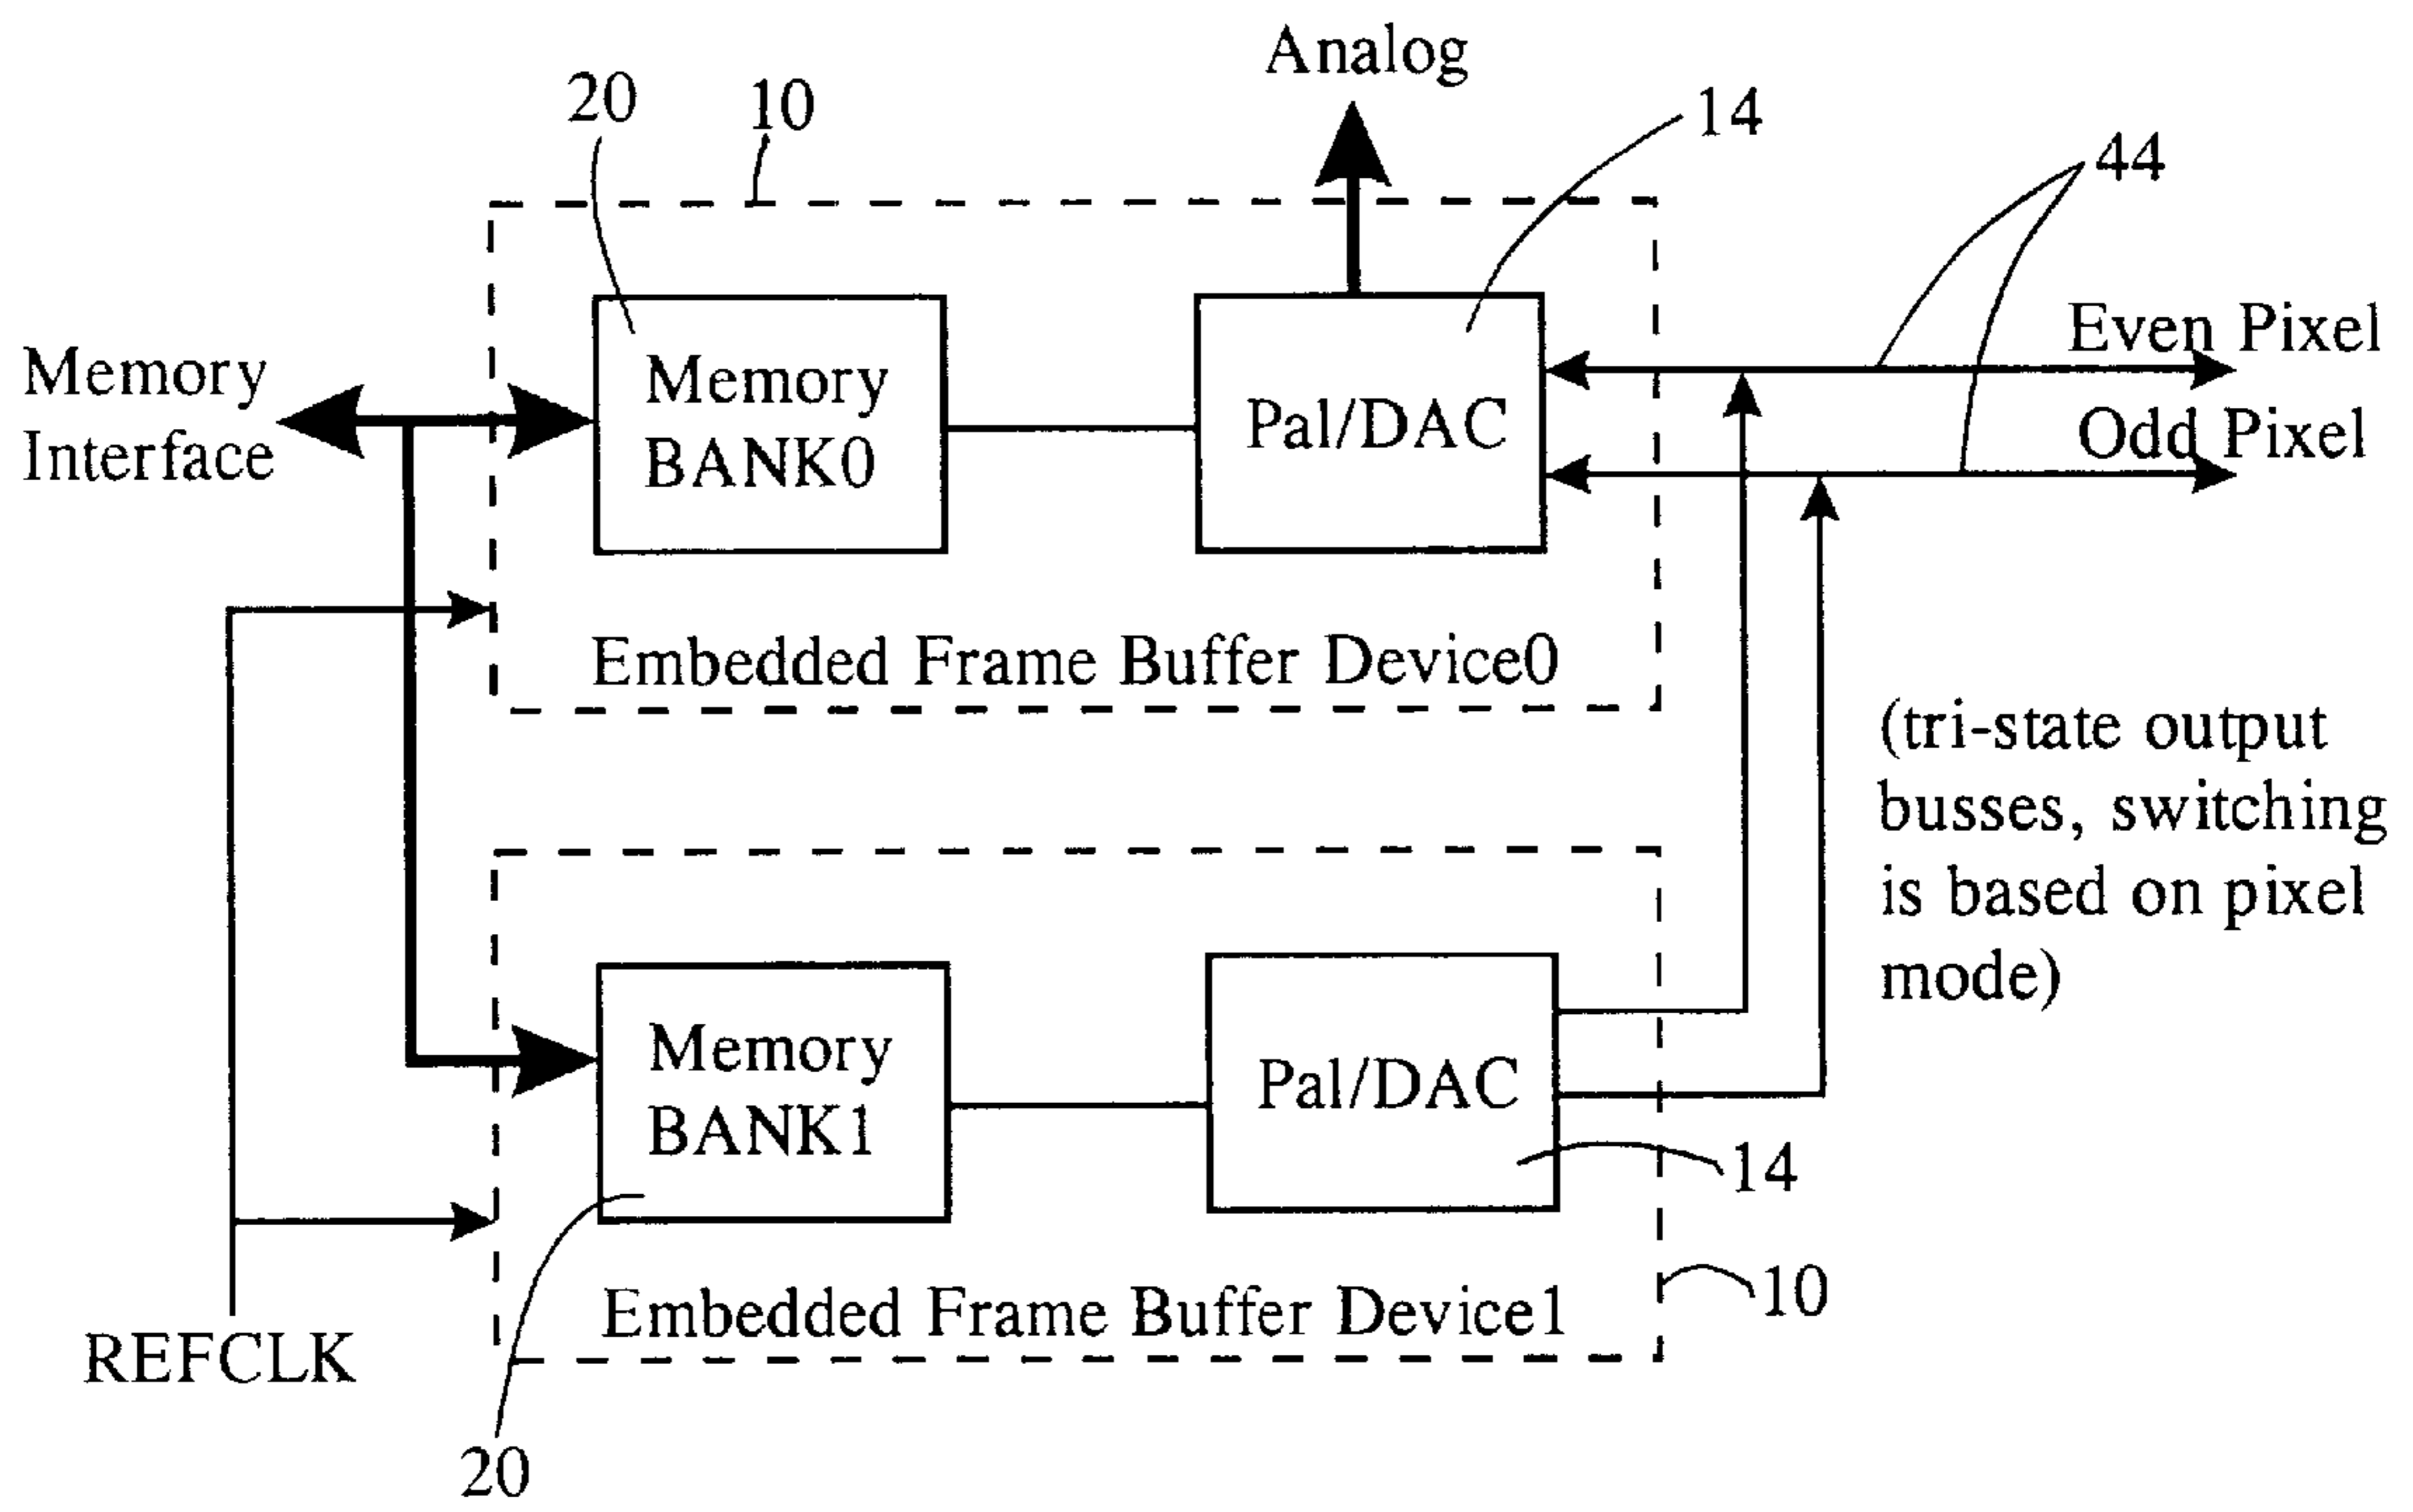 Analog
20
10
14
44
Even Pixel
Odd Pixel
Memory
Interface
Memory
BANK0
Pal/DAC
Embedded Frame Buffer Device0
(tri-state output
busses, switching
is based on pixel
mode)
Memory
BANK1
Pal/DAC
14
10
Embedded Frame Buffer Device1
REFCLK
20